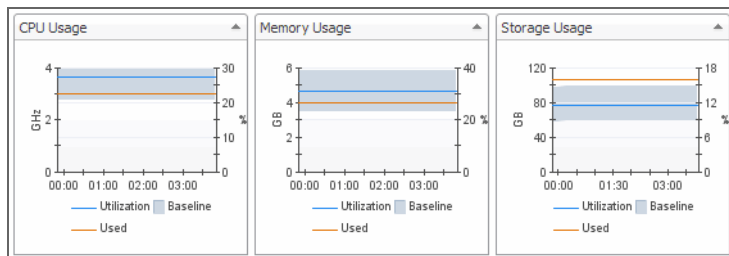 CPU Usage
4
2
0
GHz
30
20
10
0
%
00:00 01:00 02:00 03:00
Utilization Baseline
Used
Memory Usage
6
4
2
0
GB
40
20
0
%
00:00 01:00 02:00 03:00
Utilization Baseline
Used
Storage Usage
120
80
40
0
GB
18
12
6
0
%
00:00 01:30 03:00
Utilization Baseline
Used